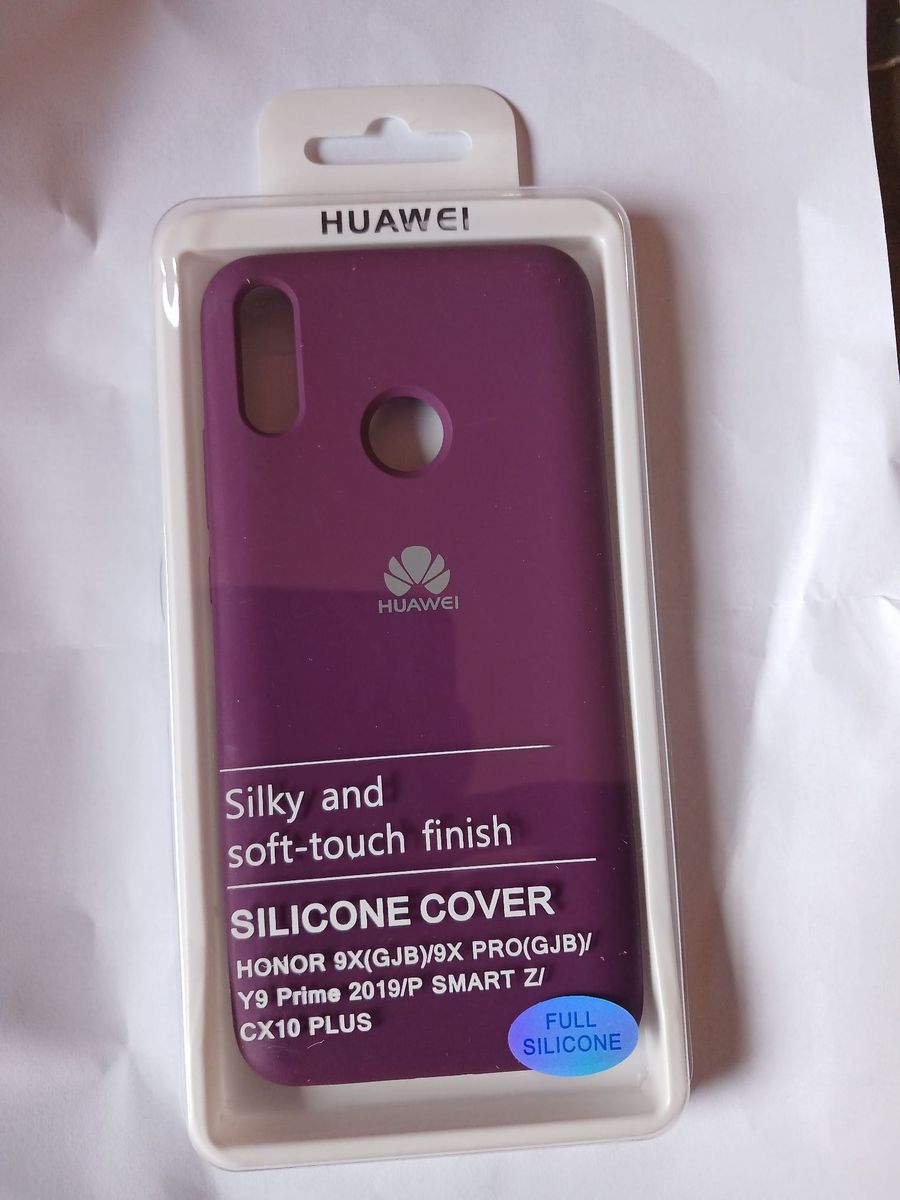 HUAWEI
HUAWEI
Silky and
soft-touch finish
SILICONE COVER
HONOR 9X(GJB)/9X PRO(GJB)/
Y9 Prime 2019/P SMART Z/
CX10 PLUS
FULL
SILICONE